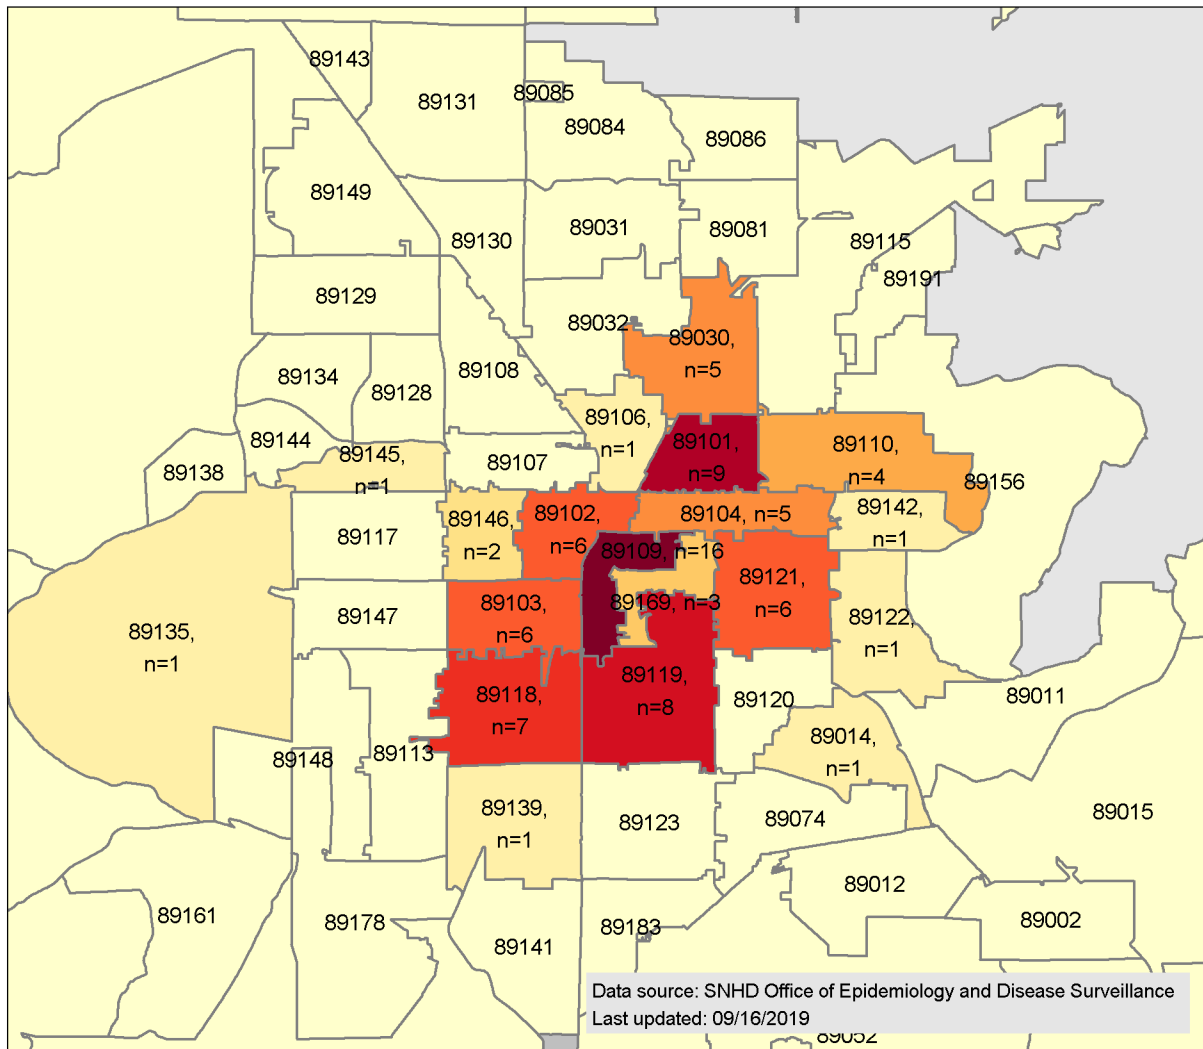 89143
89131
89085
89084
89086
89149
89130
89031
89081
89115
89191
89129
89032
89030,
n=5
89134
89128
89108
89106,
n=1
89101,
n=9
89110,
n=4
89156
89144
89145,
n=1
89138
89107
89117
89146,
n=2
89102,
n=6
89104, n=5
89142,
n=1
89109, n=16
89121,
n=6
89169, n=3
89122,
n=1
89135,
n=1
89147
89103,
n=6
89118,
n=7
89119,
n=8
89120
89011
89148
89113
89014,
n=1
89139,
n=1
89123
89074
89015
89161
89178
89141
89183
89012
89002
Data source: SNHD Office of Epidemiology and Disease Surveillance
Last updated: 09/16/2019
89052